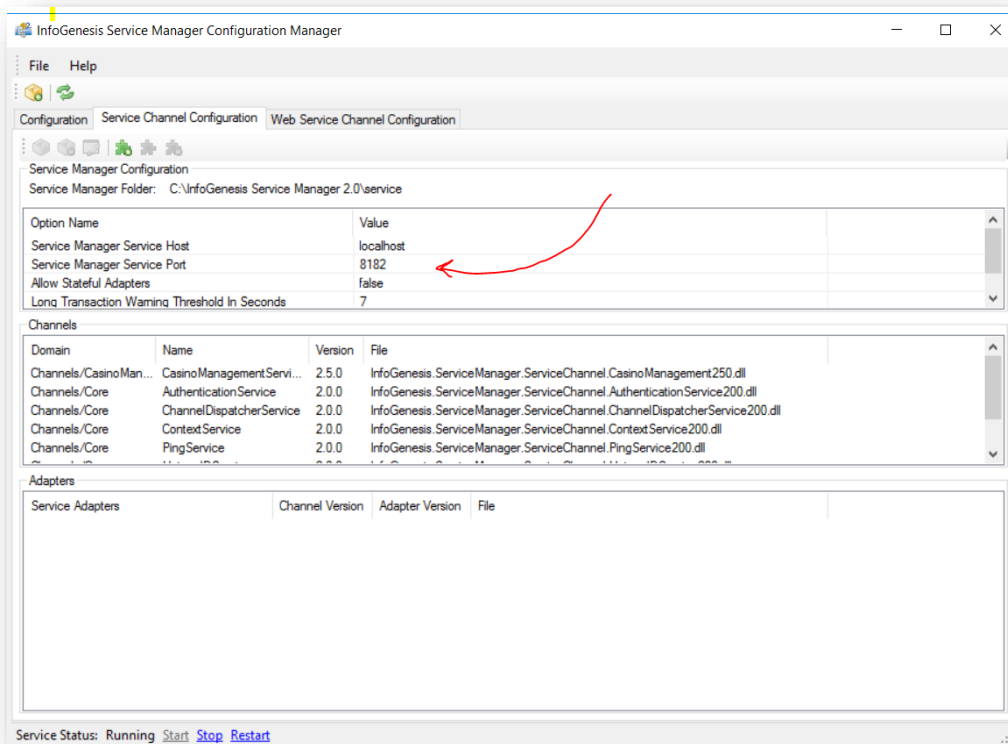 InfoGenesis Service Manager Configuration Manager
File Help
Configuration Service Channel Configuration Web Service Channel Configuration
Service Manager Configuration
Service Manager Folder: C:\InfoGenesis Service Manager 2.0\service
Option Name Value
Service Manager Service Host localhost
Service Manager Service Port 8182
Allow Stateful Adapters false
Long Transaction Warning Threshold In Seconds 7
Channels
Domain Name Version File
Channels/CasinoMan... CasinoManagementServi... 2.5.0 InfoGenesis.ServiceManager.ServiceChannel.CasinoManagement250.dll
Channels/Core AuthenticationService 2.0.0 InfoGenesis.ServiceManager.ServiceChannel.AuthenticationService200.dll
Channels/Core ChannelDispatcherService 2.0.0 InfoGenesis.ServiceManager.ServiceChannel.ChannelDispatcherService200.dll
Channels/Core ContextService 2.0.0 InfoGenesis.ServiceManager.ServiceChannel.ContextService200.dll
Channels/Core PingService 2.0.0 InfoGenesis.ServiceManager.ServiceChannel.PingService200.dll
Adapters
Service Adapters Channel Version Adapter Version File
Service Status: Running Start Stop Restart